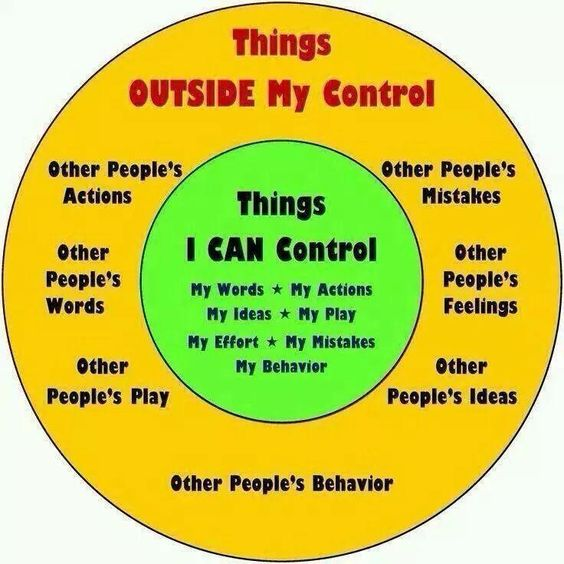 Things
OUTSIDE My Control
Other People's
Actions
Other People's
Mistakes
Things
I CAN Control
My Words ★ My Actions
My Ideas ★ My Play
My Effort ★ My Mistakes
My Behavior
Other
People's
Words
Other
People's
Feelings
Other
People's Play
Other
People's Ideas
Other People's Behavior